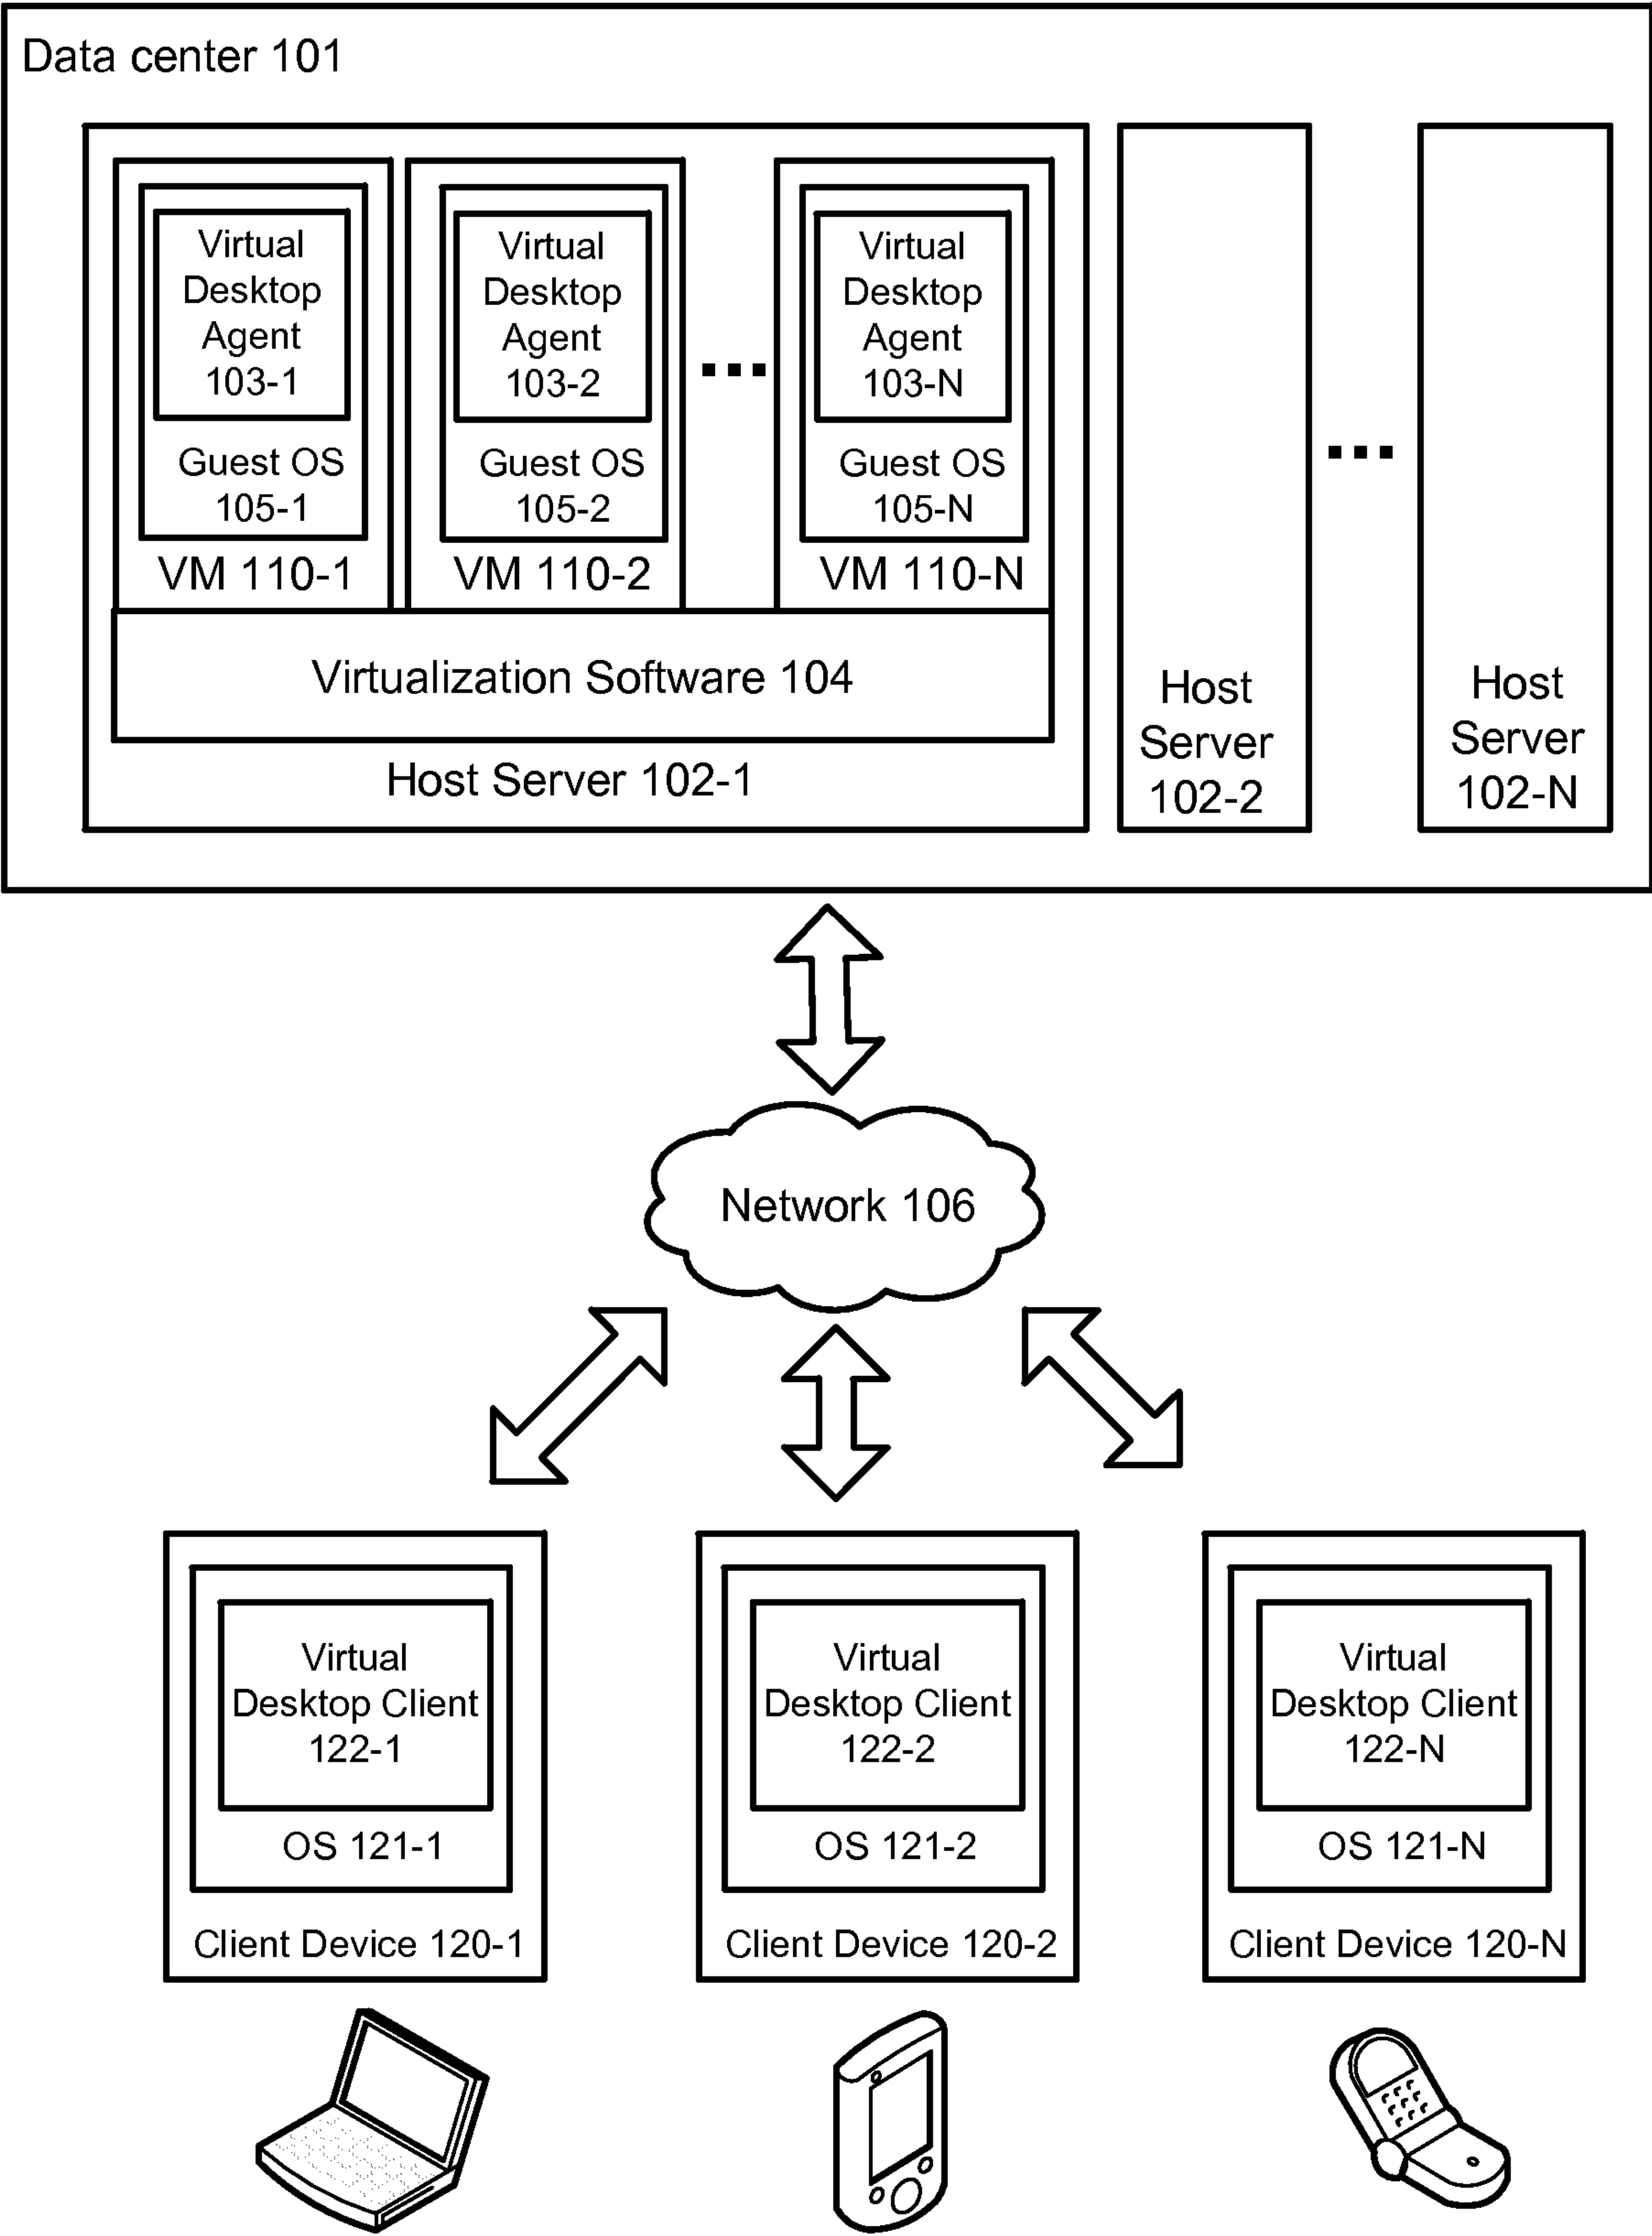 Data center 101
Virtual
Desktop
Agent
103-1
Guest OS
105-1
VM 110-1
Virtual
Desktop
Agent
103-2
Guest OS
105-2
VM 110-2
...
Virtual
Desktop
Agent
103-N
Guest OS
105-N
VM 110-N
Virtualization Software 104
Host Server 102-1
Host
Server
102-2
...
Host
Server
102-N
Network 106
Virtual
Desktop Client
122-1
OS 121-1
Client Device 120-1
Virtual
Desktop Client
122-2
OS 121-2
Client Device 120-2
Virtual
Desktop Client
122-N
OS 121-N
Client Device 120-N